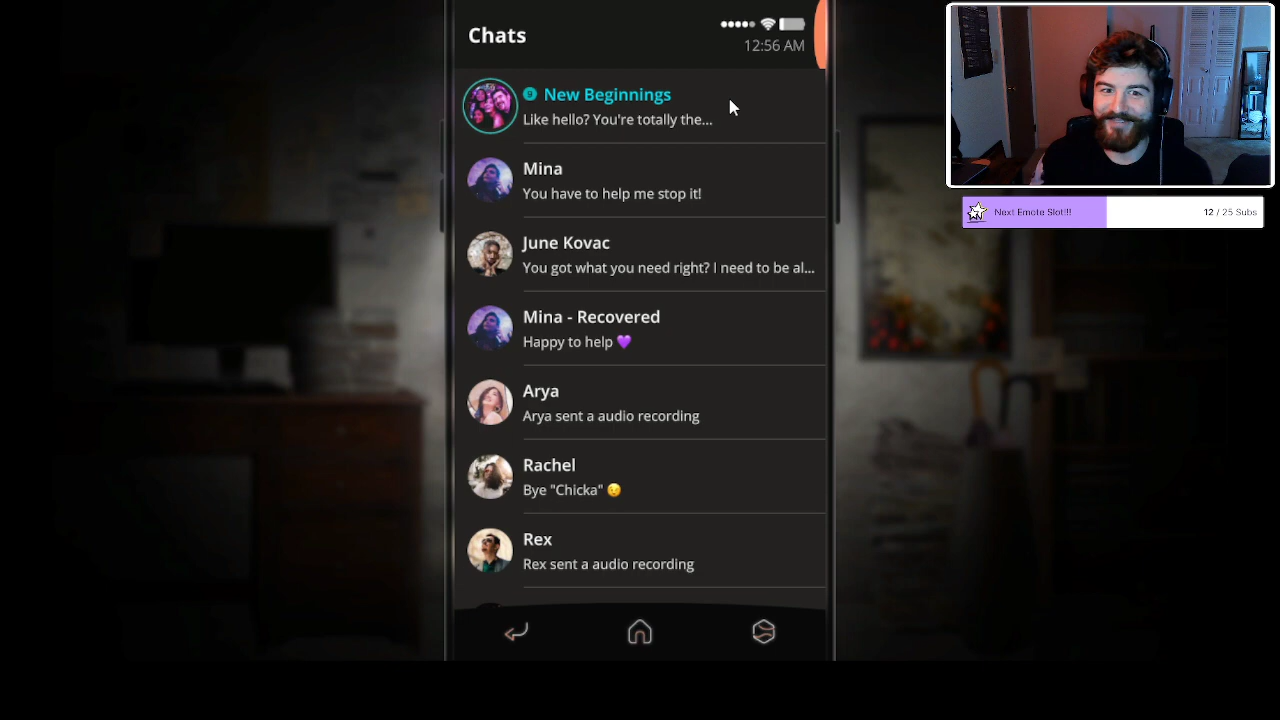 Chats
12:56 AM
New Beginnings
Like hello? You're totally the...
Mina
You have to help me stop it!
June Kovac
You got what you need right? I need to be al...
Mina - Recovered
Happy to help 💜
Arya
Arya sent a audio recording
Rachel
Bye "Chicka" 😉
Rex
Rex sent a audio recording
Next Emote Slot!!!
12 / 25 Subs